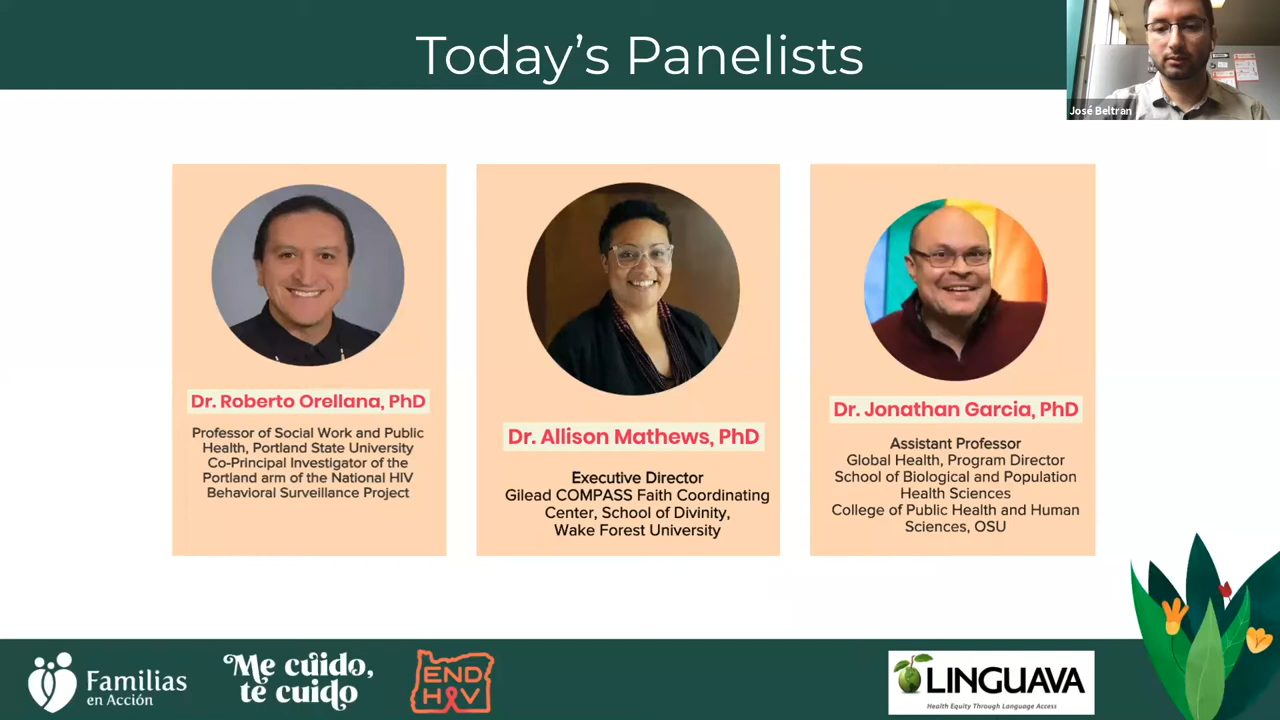 Today's Panelists
José Beltran
Dr. Roberto Orellana, PhD
Professor of Social Work and Public
Health, Portland State University
Co-Principal Investigator of the
Portland arm of the National HIV
Behavioral Surveillance Project
Dr. Allison Mathews, PhD
Executive Director
Gilead COMPASS Faith Coordinating
Center, School of Divinity,
Wake Forest University
Dr. Jonathan Garcia, PhD
Assistant Professor
Global Health, Program Director
School of Biological and Population
Health Sciences
College of Public Health and Human
Sciences, OSU
Familias
en Acción
Me cuido,
te cuido
END
HIV
LINGUAVA
Health Equity Through Language Access